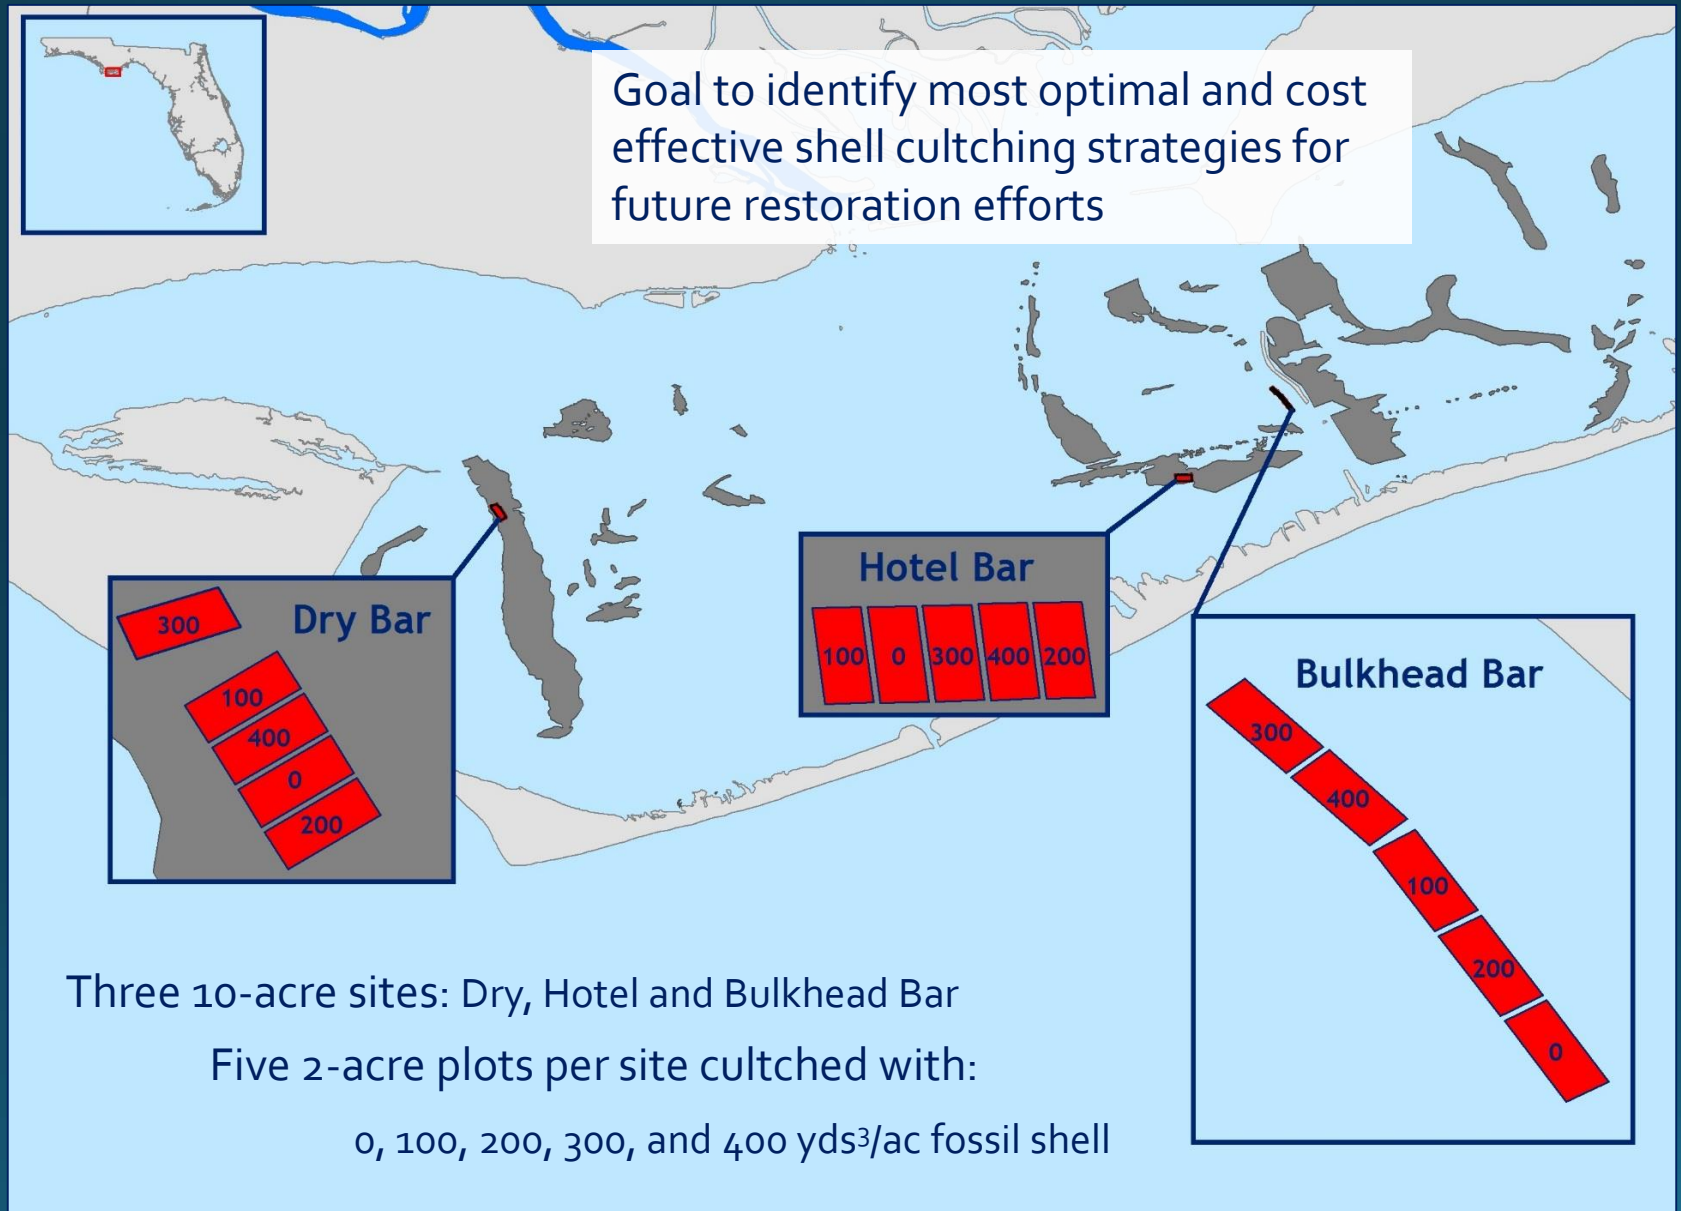 Goal to identify most optimal and cost
effective shell cultching strategies for
future restoration efforts
Dry Bar
300
100
400
0
200
Hotel Bar
100 0 300 400 200
Bulkhead Bar
300
400
100
200
0
Three 10-acre sites: Dry, Hotel and Bulkhead Bar
Five 2-acre plots per site cultched with:
0, 100, 200, 300, and 400 yds³/ac fossil shell